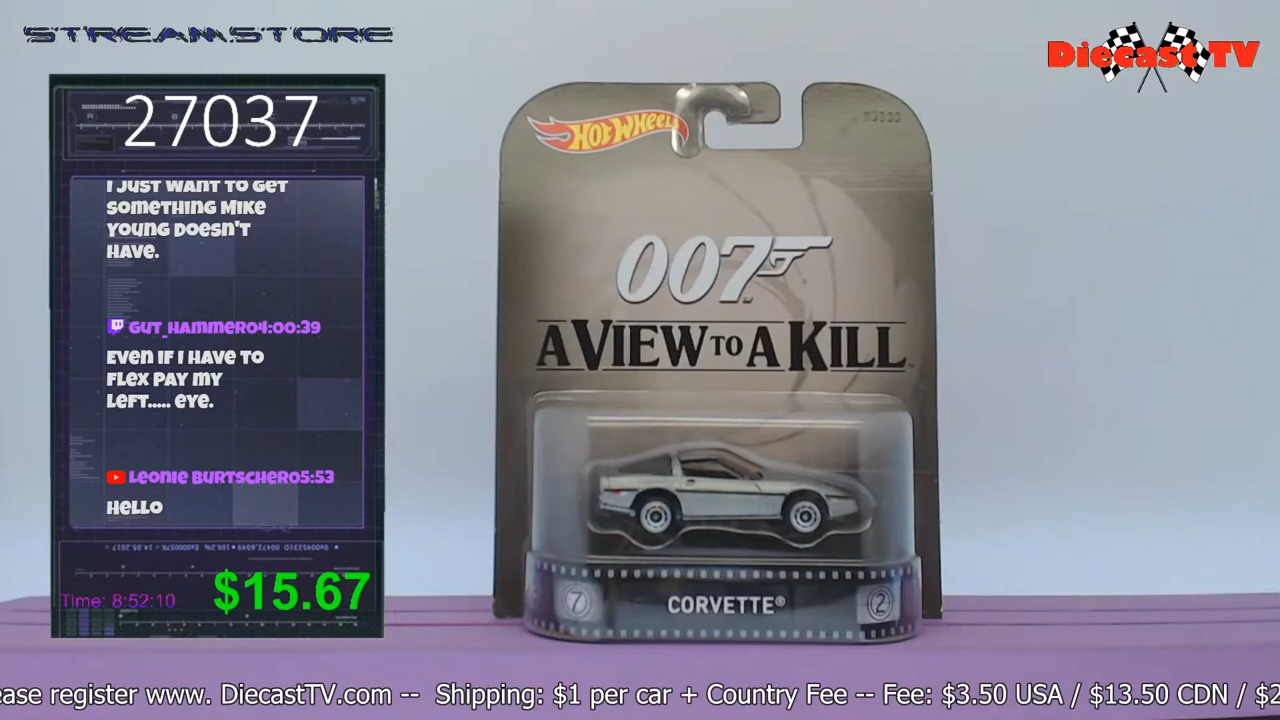 STREAMSTORE
Diecast TV
27037
I just want to get
something Mike
Young doesn't
have.
Gut_Hammer04:00:39
Even if I have to
flex pay my
left..... eye.
Leonie Burtscher05:53
Hello
Time: 8:52:10
$15.67
HOT WHEELS
007
A VIEW TO A KILL
7
CORVETTE®
2
ease register www. DiecastTV.com -- Shipping: $1 per car + Country Fee -- Fee: $3.50 USA / $13.50 CDN / $2